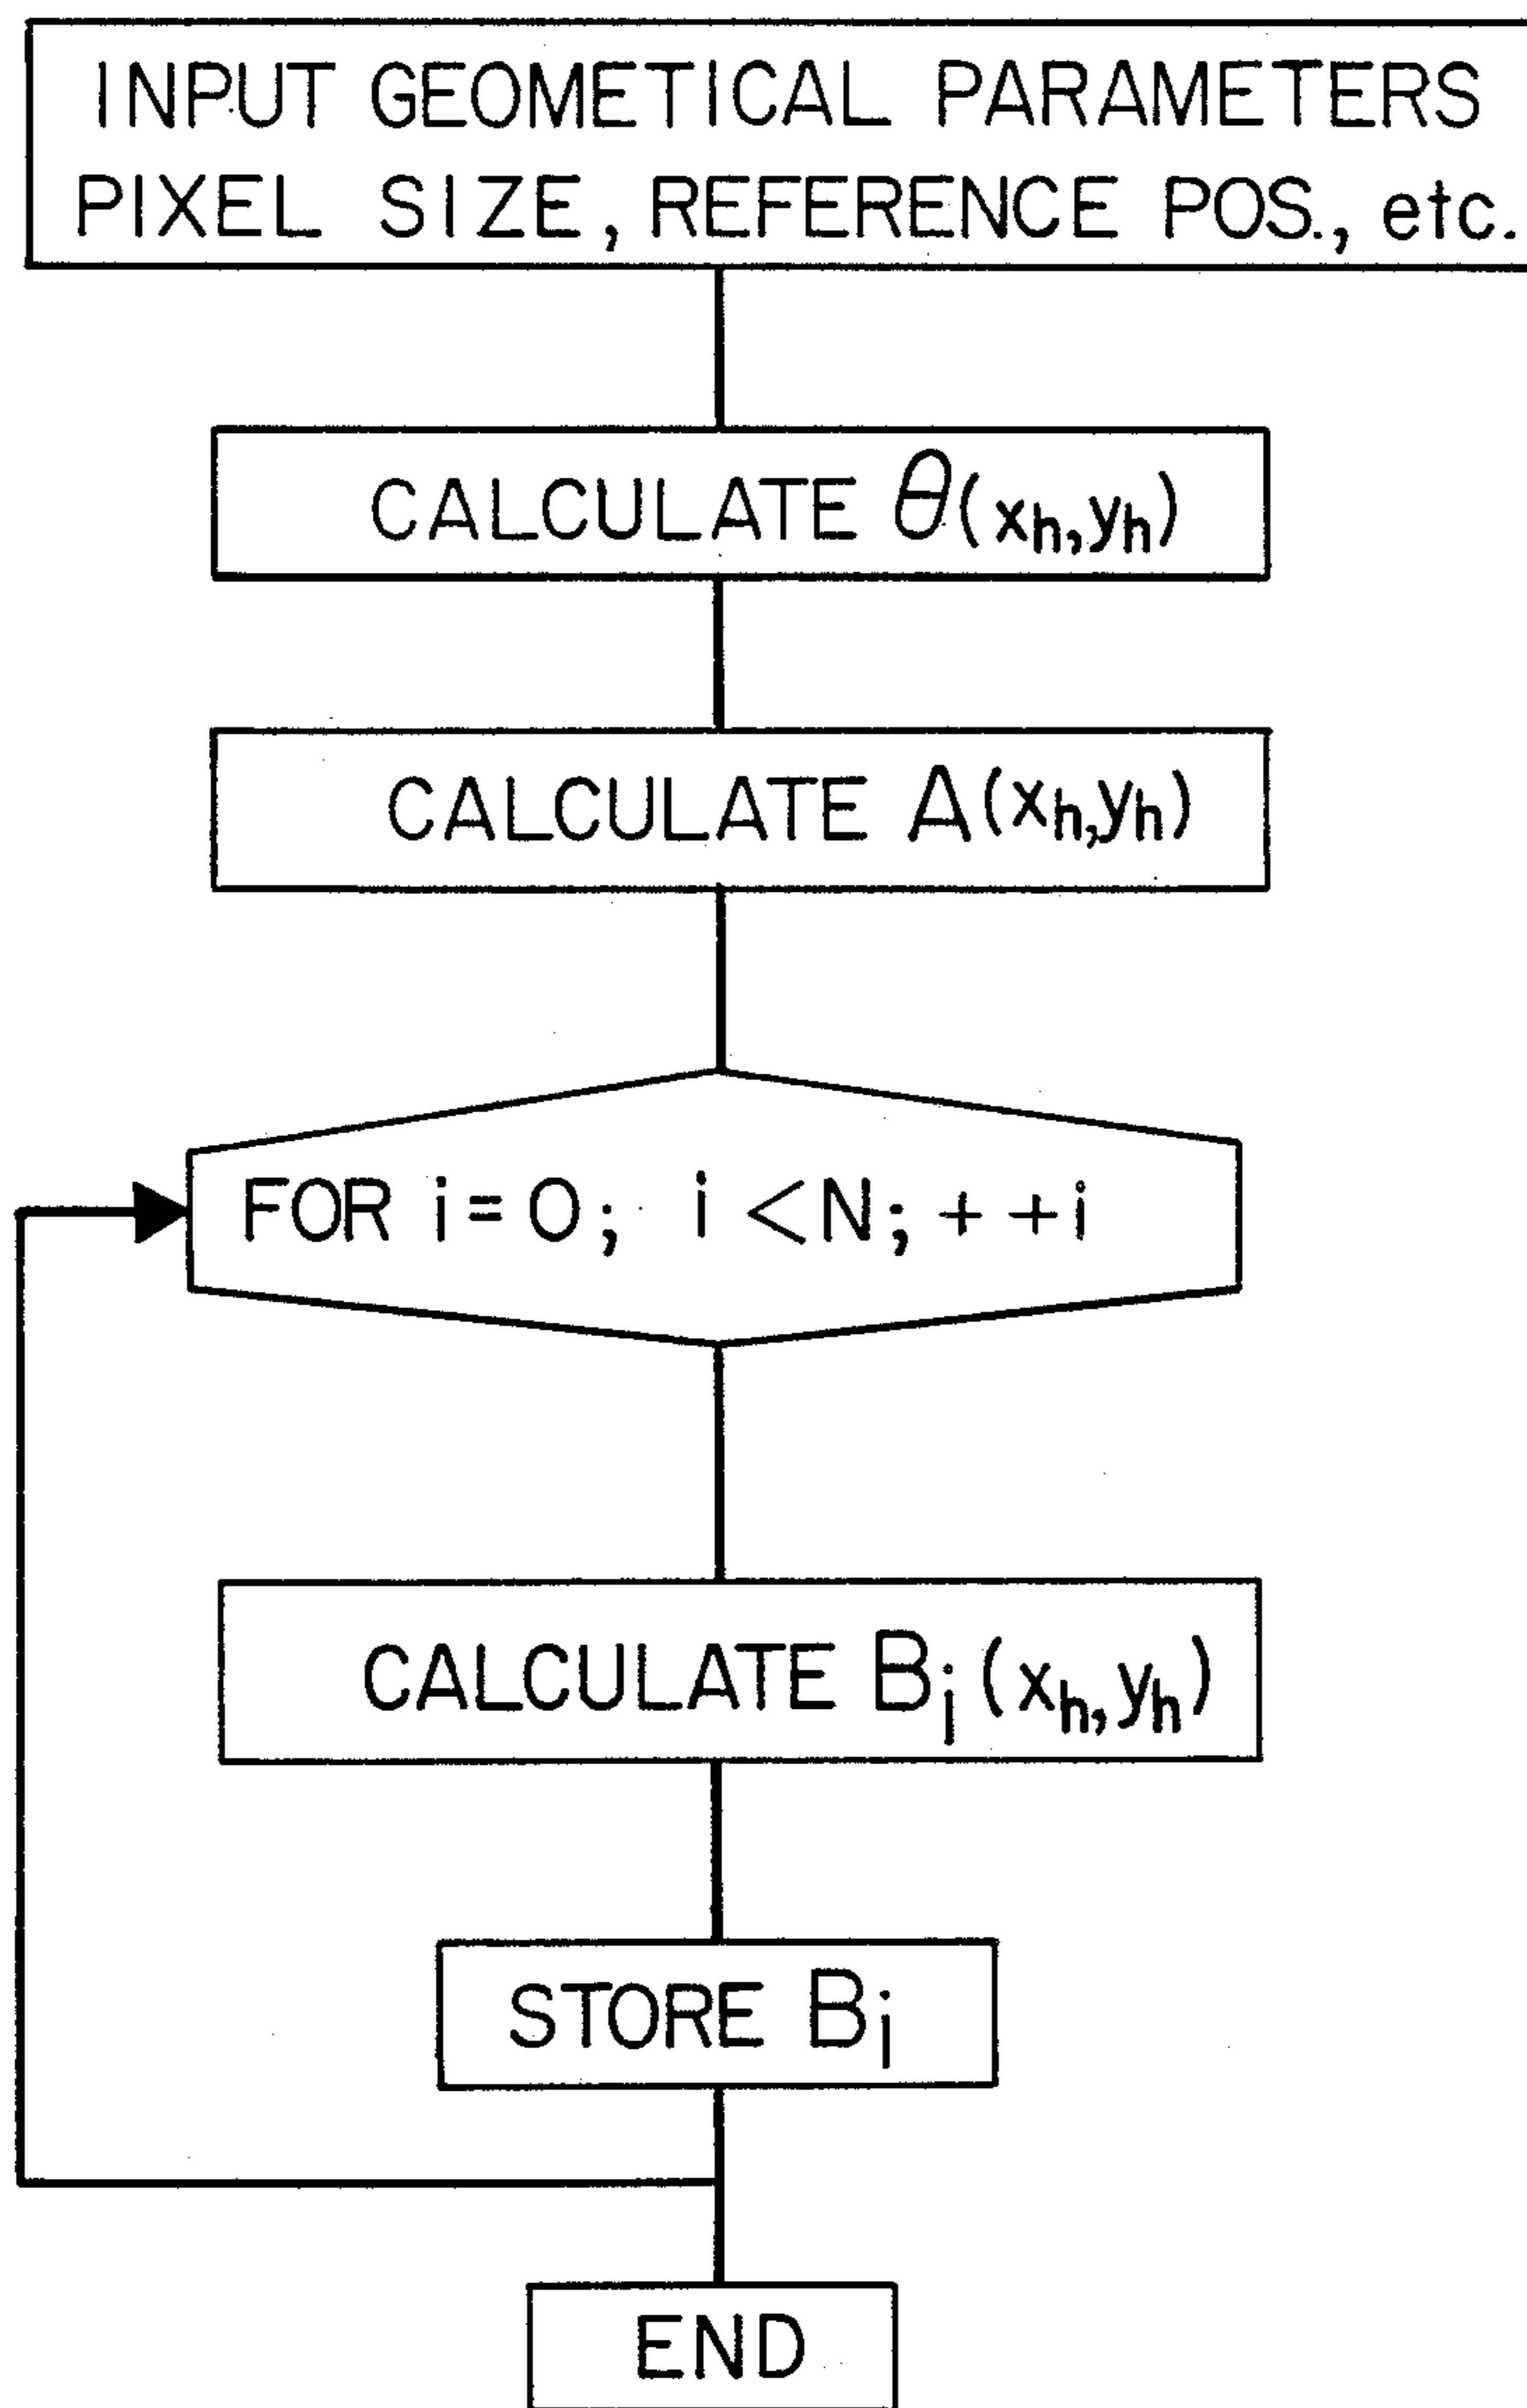 INPUT GEOMETICAL PARAMETERS
PIXEL SIZE, REFERENCE POS., etc.
CALCULATE θ(xh,yh)
CALCULATE A(xh,yh)
FOR i=0; i<N; ++i
CALCULATE Bi(xh,yh)
STORE Bi
END